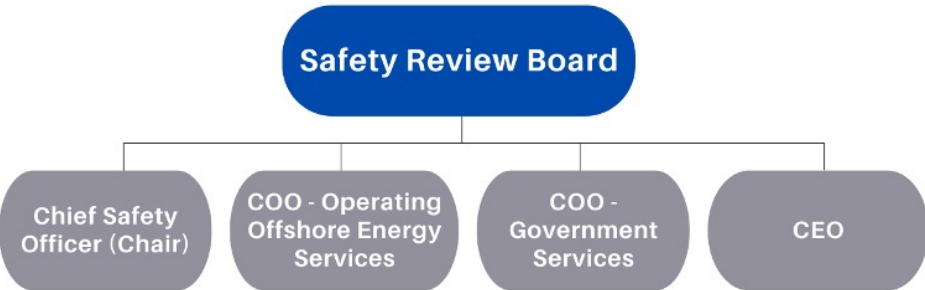 Safety Review Board
Chief Safety
Officer (Chair)
COO - Operating
Offshore Energy
Services
COO -
Government
Services
CEO